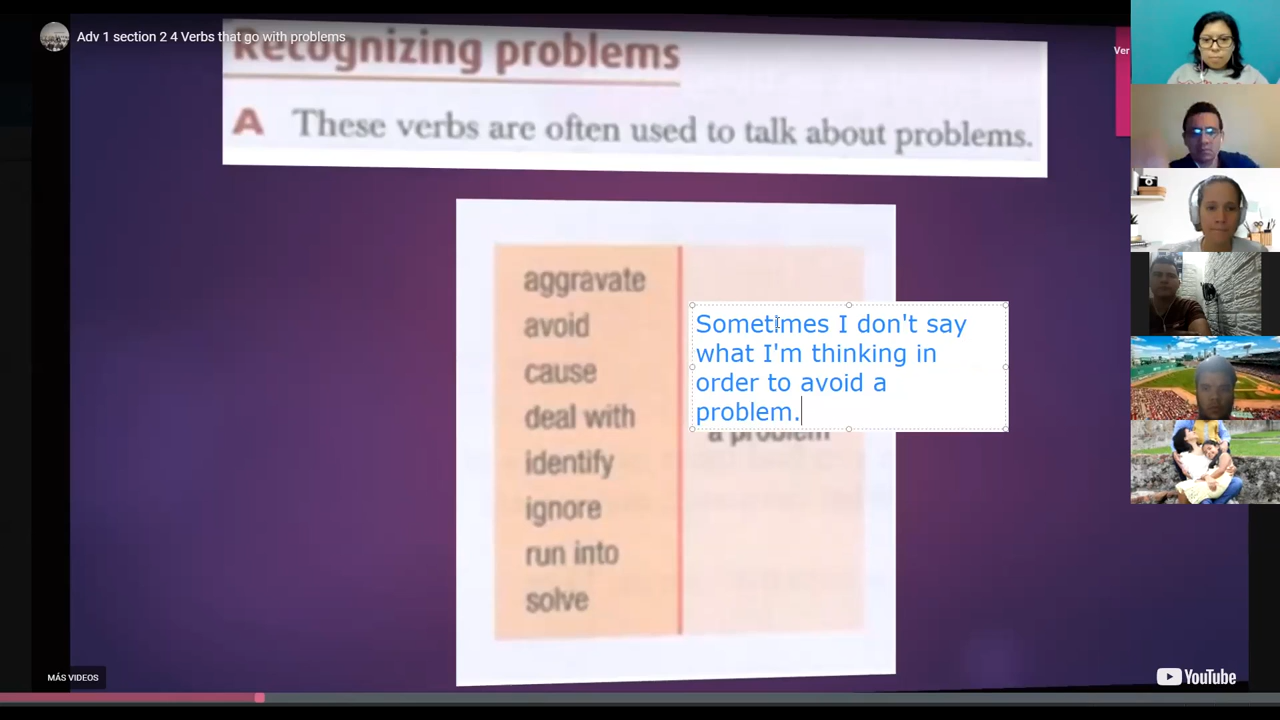 Adv 1 section 2 4 Verbs that go with problems
Ver
Recognizing problems
A These verbs are often used to talk about problems.
aggravate
avoid
cause
deal with
identify
ignore
run into
solve
Sometimes I don't say
what I'm thinking in
order to avoid a
problem.
a problem
MÁS VIDEOS
YouTube